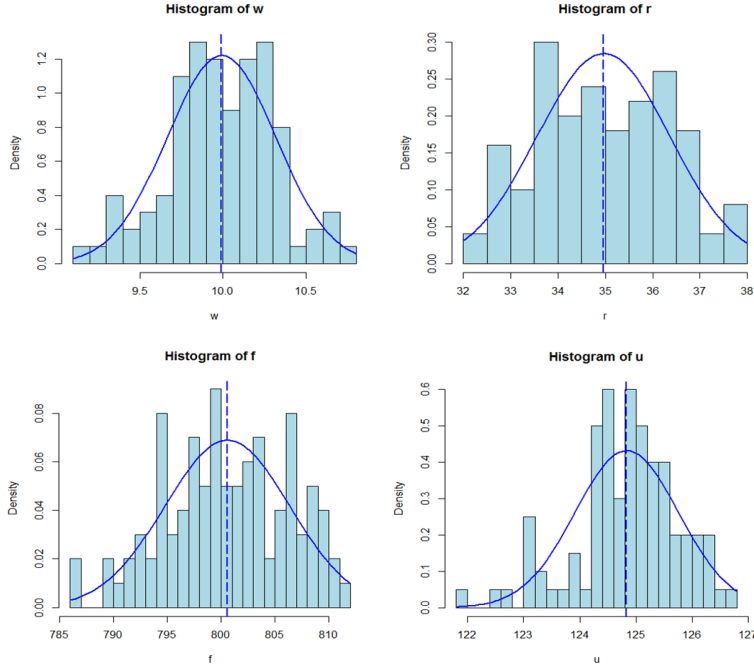 Histogram of w
Density
0.0 0.2 0.4 0.6 0.8 1.0 1.2
9.5 10.0 10.5
w
Histogram of r
Density
0.00 0.05 0.10 0.15 0.20 0.25 0.30
32 33 34 35 36 37 38
r
Histogram of f
Density
0.00 0.02 0.04 0.06 0.08
785 790 795 800 805 810
f
Histogram of u
Density
0.0 0.1 0.2 0.3 0.4 0.5 0.6
122 123 124 125 126 127
u